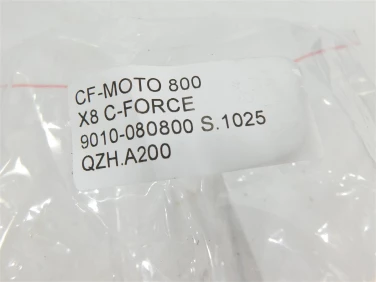 CF-MOTO 800
X8 C-FORCE
9010-080800 S.1025
QZH.A200